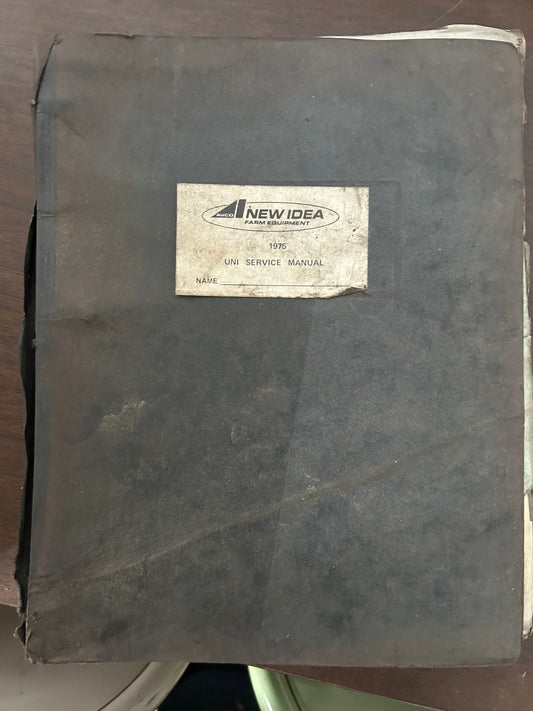 AVCO NEW IDEA
FARM EQUIPMENT
1975
UNI SERVICE MANUAL
NAME